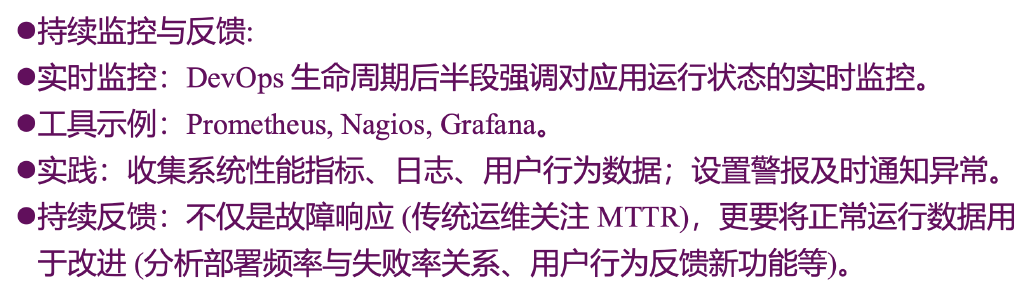 ●持续监控与反馈:
●实时监控：DevOps 生命周期后半段强调对应用运行状态的实时监控。
●工具示例：Prometheus, Nagios, Grafana。
●实践：收集系统性能指标、日志、用户行为数据；设置警报及时通知异常。
●持续反馈：不仅是故障响应 (传统运维关注 MTTR)，更要将正常运行数据用
于改进 (分析部署频率与失败率关系、用户行为反馈新功能等)。